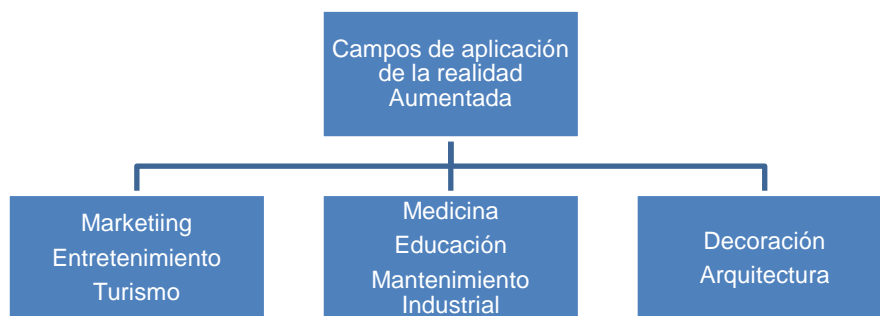 Campos de aplicación
de la realidad
Aumentada
Marketiing
Entretenimiento
Turismo
Medicina
Educación
Mantenimiento
Industrial
Decoración
Arquitectura